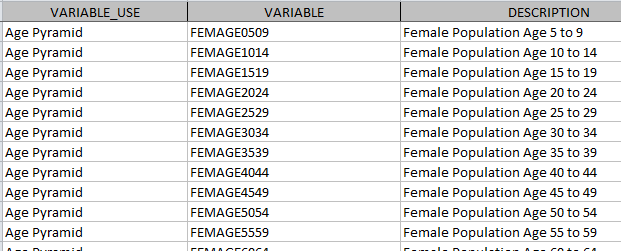 VARIABLE_USE VARIABLE DESCRIPTION
Age Pyramid FEMAGE0509 Female Population Age 5 to 9
Age Pyramid FEMAGE1014 Female Population Age 10 to 14
Age Pyramid FEMAGE1519 Female Population Age 15 to 19
Age Pyramid FEMAGE2024 Female Population Age 20 to 24
Age Pyramid FEMAGE2529 Female Population Age 25 to 29
Age Pyramid FEMAGE3034 Female Population Age 30 to 34
Age Pyramid FEMAGE3539 Female Population Age 35 to 39
Age Pyramid FEMAGE4044 Female Population Age 40 to 44
Age Pyramid FEMAGE4549 Female Population Age 45 to 49
Age Pyramid FEMAGE5054 Female Population Age 50 to 54
Age Pyramid FEMAGE5559 Female Population Age 55 to 59